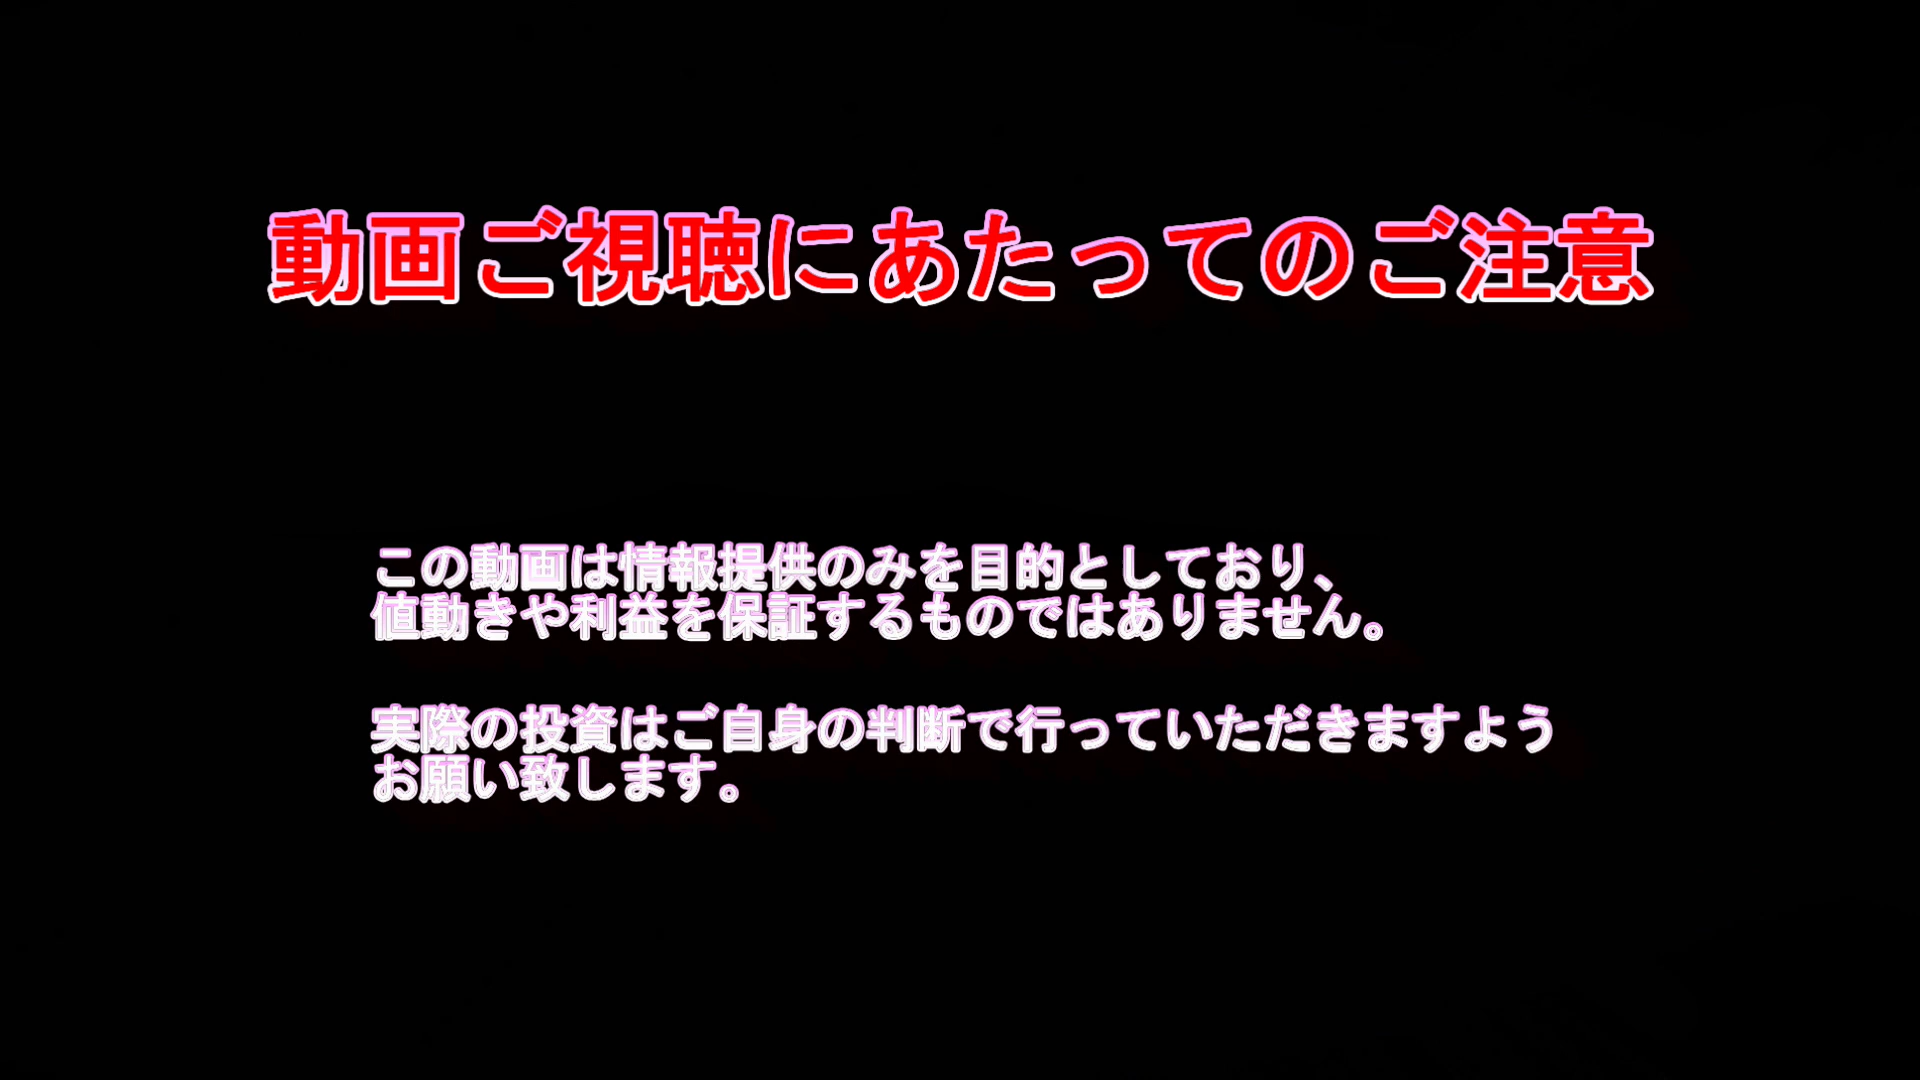 動画ご視聴にあたってのご注意
この動画は情報提供のみを目的としており、
値動きや利益を保証するものではありません。
実際の投資はご自身の判断で行っていただきますよう
お願い致します。